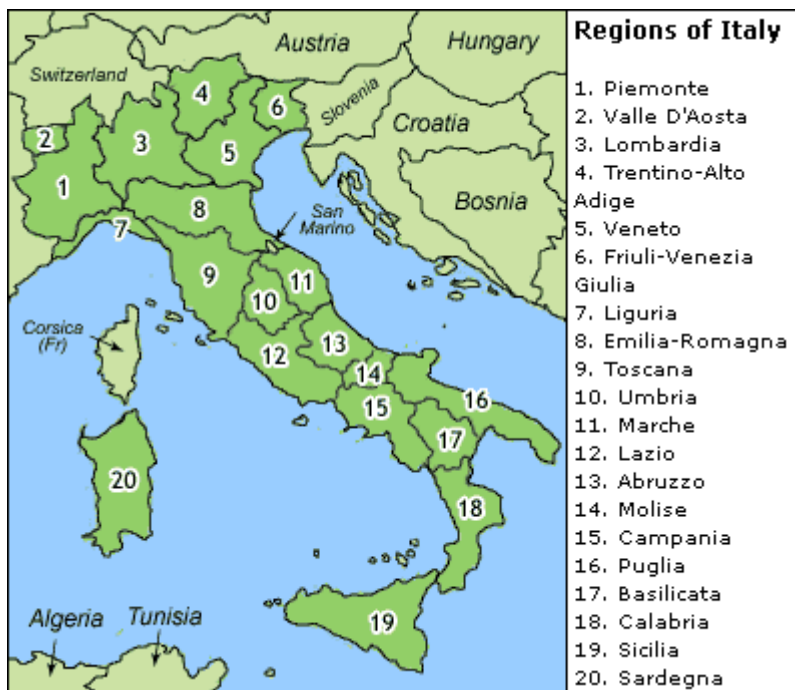 Austria
Hungary
Switzerland
Slovenia
4
6
Croatia
2
3
5
1
Bosnia
8
San
Marino
7
9
11
10
Corsica
(Fr)
12
13
14
15
16
17
20
18
Algeria
Tunisia
19
Regions of Italy
1. Piemonte
2. Valle D'Aosta
3. Lombardia
4. Trentino-Alto
Adige
5. Veneto
6. Friuli-Venezia
Giulia
7. Liguria
8. Emilia-Romagna
9. Toscana
10. Umbria
11. Marche
12. Lazio
13. Abruzzo
14. Molise
15. Campania
16. Puglia
17. Basilicata
18. Calabria
19. Sicilia
20. Sardegna